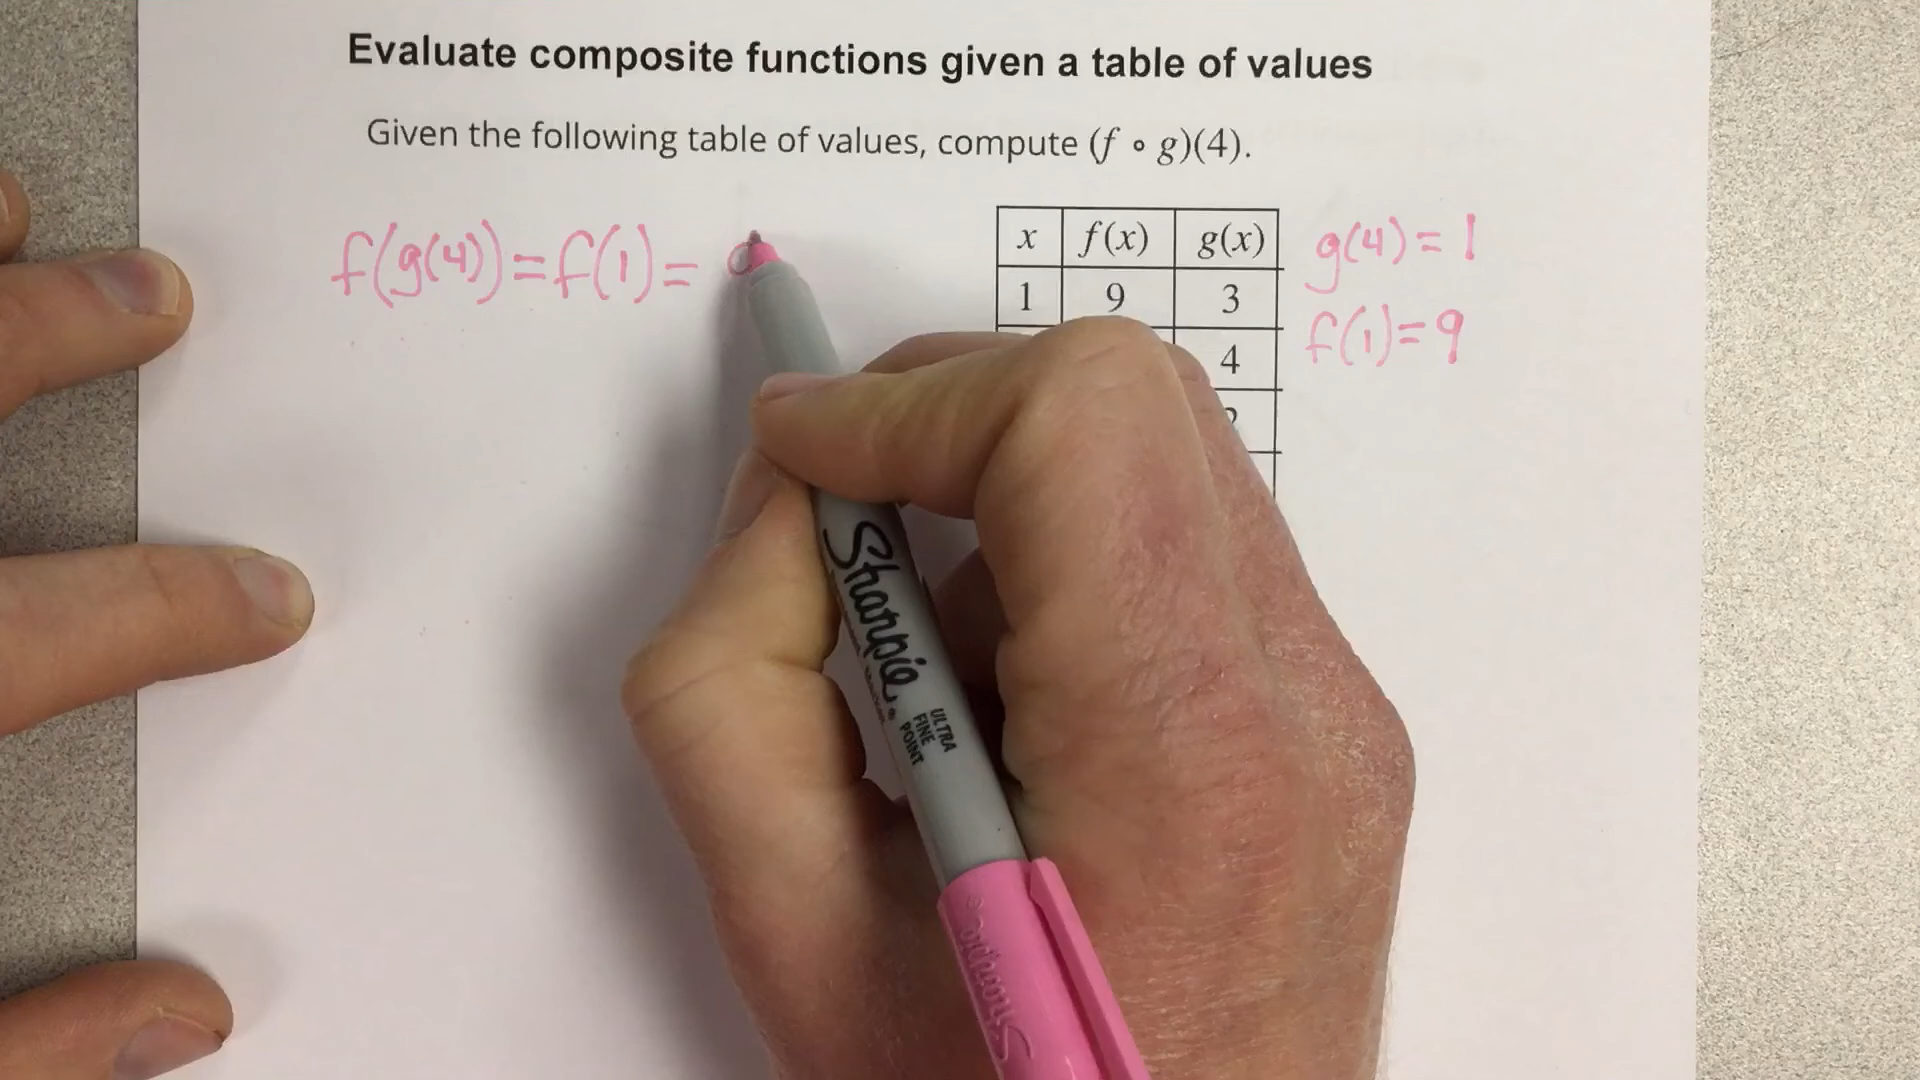 Evaluate composite functions given a table of values
Given the following table of values, compute (f ∘ g)(4).
f(g(4)) = f(1) =
x f(x) g(x)
1 9 3
4
g(4) = 1
f(1) = 9
Sharpie
ULTRA
FINE
POINT
Sharpie